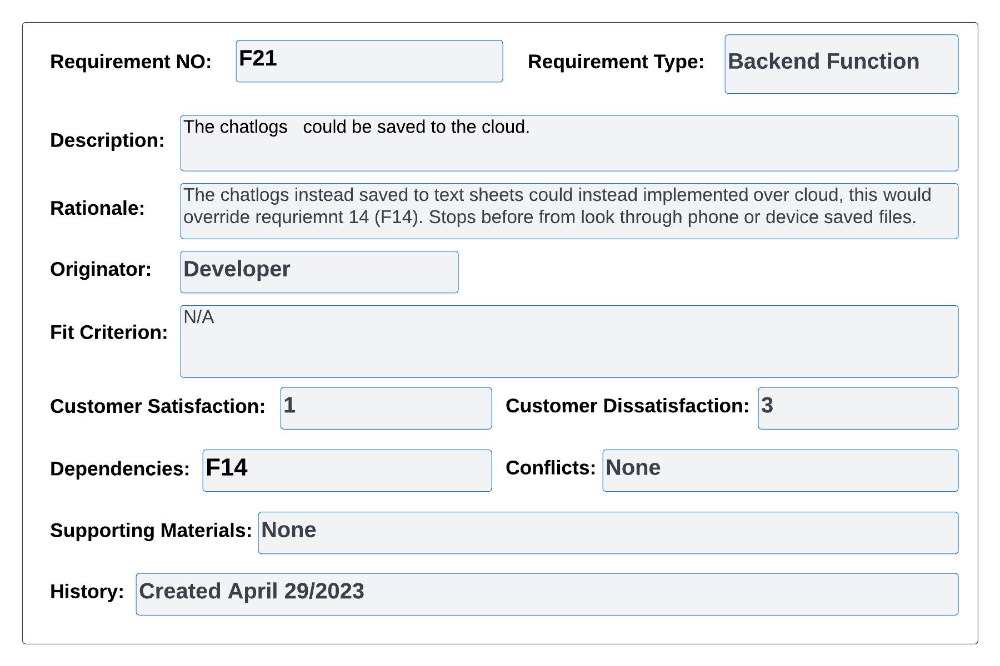 Requirement NO: F21 Requirement Type: Backend Function
Description: The chatlogs   could be saved to the cloud.
Rationale: The chatlogs instead saved to text sheets could instead implemented over cloud, this would
override requriemnt 14 (F14). Stops before from look through phone or device saved files.
Originator: Developer
Fit Criterion: N/A
Customer Satisfaction: 1 Customer Dissatisfaction: 3
Dependencies: F14 Conflicts: None
Supporting Materials: None
History: Created April 29/2023